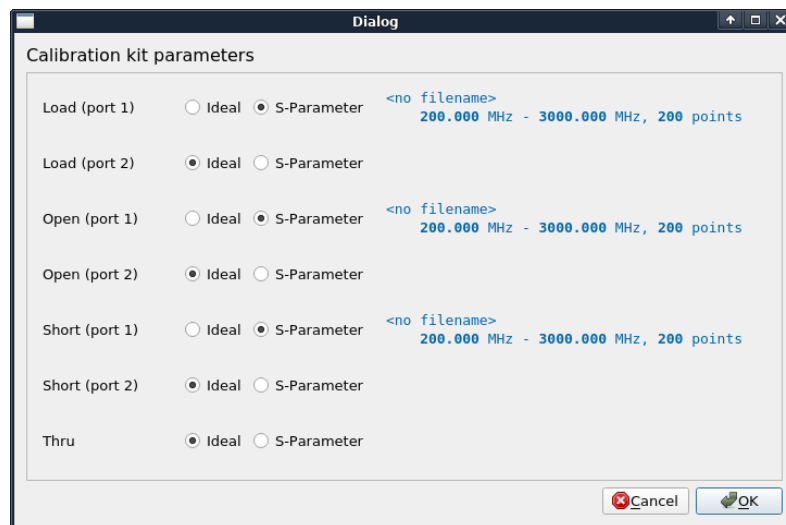 Dialog
Calibration kit parameters
Load (port 1) Ideal S-Parameter <no filename>
200.000 MHz - 3000.000 MHz, 200 points
Load (port 2) Ideal S-Parameter
Open (port 1) Ideal S-Parameter <no filename>
200.000 MHz - 3000.000 MHz, 200 points
Open (port 2) Ideal S-Parameter
Short (port 1) Ideal S-Parameter <no filename>
200.000 MHz - 3000.000 MHz, 200 points
Short (port 2) Ideal S-Parameter
Thru Ideal S-Parameter
Cancel OK